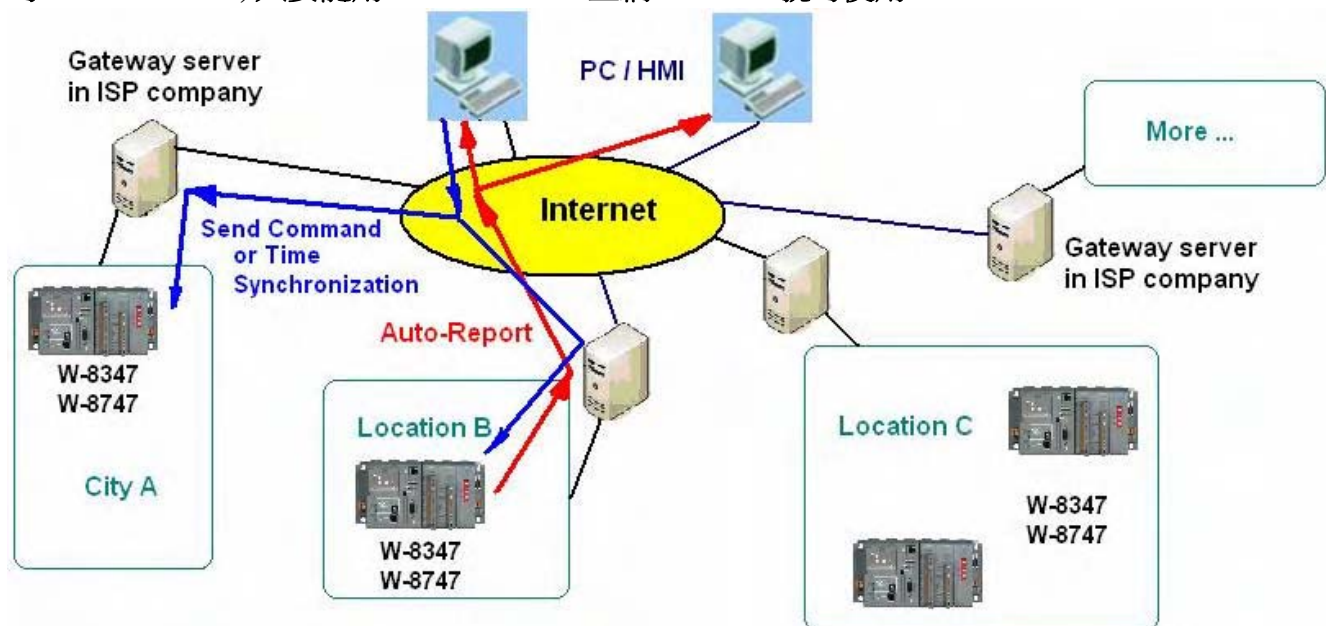 Gateway server
in ISP company
PC / HMI
More ...
Internet
Send Command
or Time
Synchronization
Gateway server
in ISP company
Auto-Report
W-8347
W-8747
City A
Location B
W-8347
W-8747
Location C
W-8347
W-8747